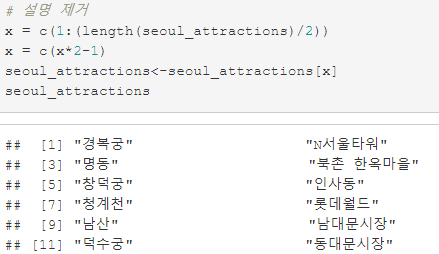 # 설명 제거
x = c(1:(length(seoul_attractions)/2))
x = c(x*2-1)
seoul_attractions<-seoul_attractions[x]
seoul_attractions
## [1] "경복궁" "N서울타워"
## [3] "명동" "북촌 한옥마을"
## [5] "창덕궁" "인사동"
## [7] "청계천" "롯데월드"
## [9] "남산" "남대문시장"
## [11] "덕수궁" "동대문시장"